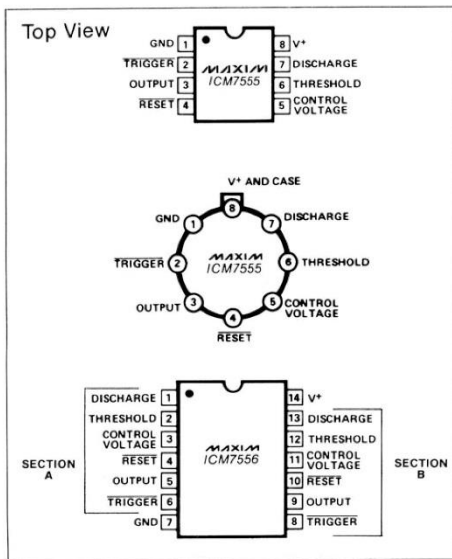 Top View
GND 1 8 V+
TRIGGER 2 7 DISCHARGE
OUTPUT 3 6 THRESHOLD
RESET 4 5 CONTROL VOLTAGE
MAXIM
ICM7555
V+ AND CASE
8
GND 1 7 DISCHARGE
MAXIM
ICM7555
TRIGGER 2 6 THRESHOLD
OUTPUT 3 5 CONTROL VOLTAGE
4
RESET
DISCHARGE 1 14 V+
THRESHOLD 2 13 DISCHARGE
CONTROL VOLTAGE 3 12 THRESHOLD
RESET 4 11 CONTROL VOLTAGE
OUTPUT 5 10 RESET
TRIGGER 6 9 OUTPUT
GND 7 8 TRIGGER
MAXIM
ICM7556
SECTION A
SECTION B